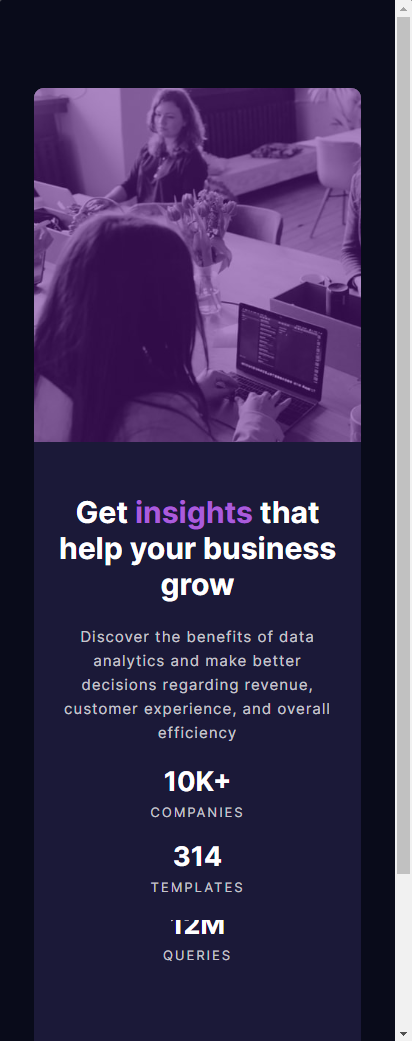 Get insights that
help your business
grow
Discover the benefits of data
analytics and make better
decisions regarding revenue,
customer experience, and overall
efficiency
10K+
COMPANIES
314
TEMPLATES
12M
QUERIES